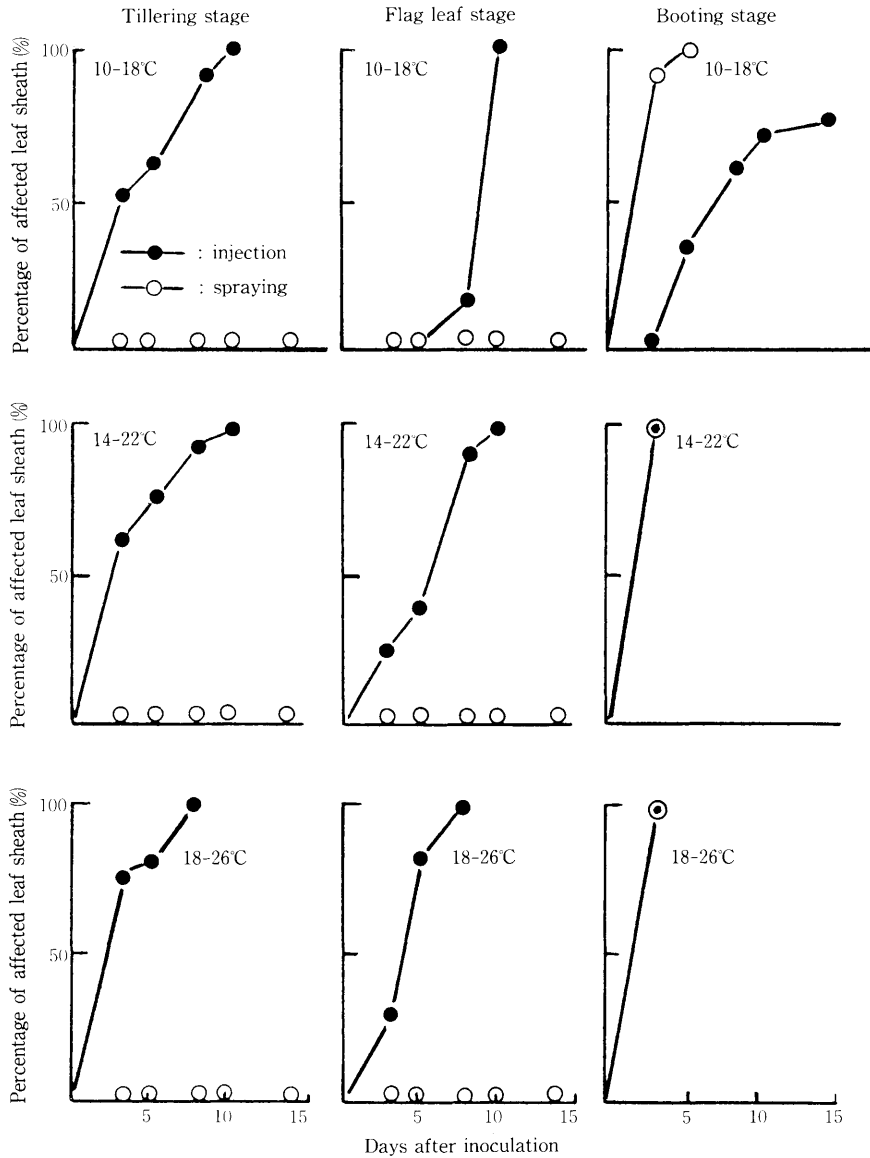 Tillering stage
Flag leaf stage
Booting stage
Percentage of affected leaf sheath (%)
100
50
10-18℃
: injection
: spraying
10-18℃
10-18℃
Percentage of affected leaf sheath (%)
100
50
14-22℃
14-22℃
14-22℃
Percentage of affected leaf sheath (%)
100
50
18-26℃
18-26℃
18-26℃
5
10
15
5
10
15
5
10
15
Days after inoculation